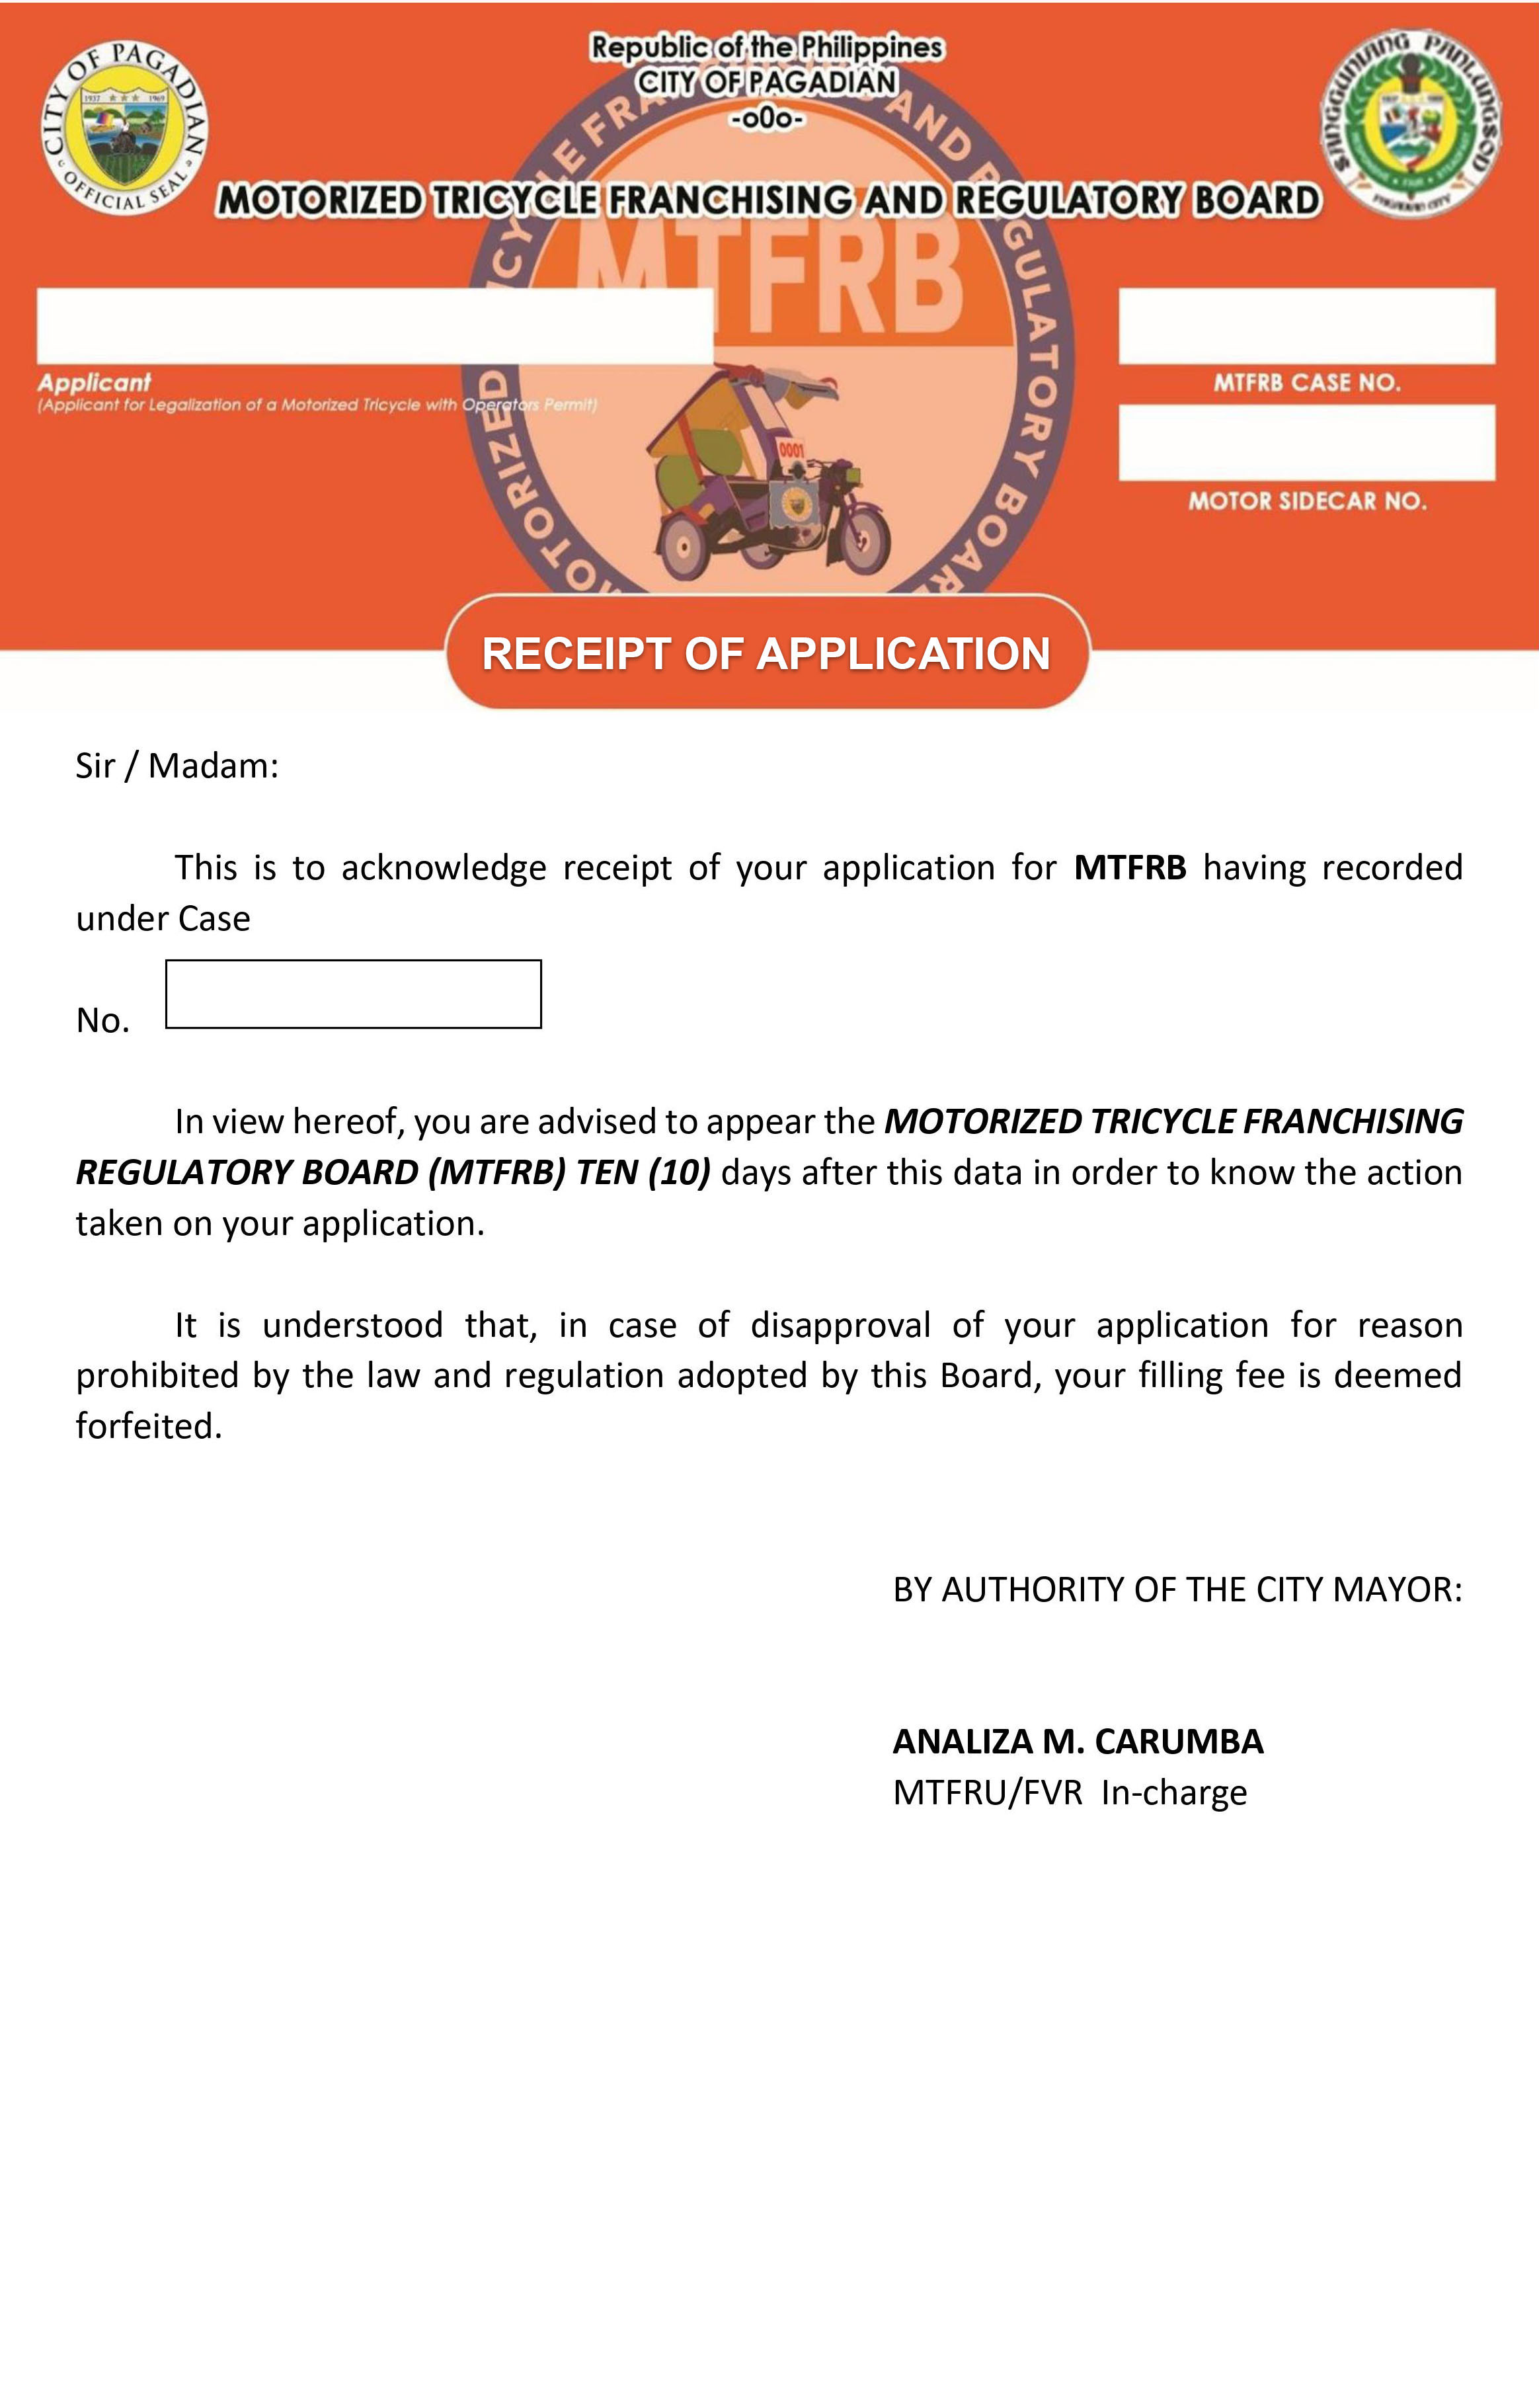 CITY OF PAGADIAN
1937 ★ ★ ★ 1969
OFFICIAL SEAL
Republic of the Philippines
CITY OF PAGADIAN
-o0o-
SANGGUNIANG PANLUNGSOD
PAGADIAN CITY
MOTORIZED TRICYCLE FRANCHISING AND REGULATORY BOARD
MTFRB
MOTORIZED
REGULATORY BOARD
0001
Applicant
(Applicant for Legalization of a Motorized Tricycle with Operators Permit)
MTFRB CASE NO.
MOTOR SIDECAR NO.
RECEIPT OF APPLICATION
Sir / Madam:
This is to acknowledge receipt of your application for MTFRB having recorded
under Case
No.
In view hereof, you are advised to appear the MOTORIZED TRICYCLE FRANCHISING
REGULATORY BOARD (MTFRB) TEN (10) days after this data in order to know the action
taken on your application.
It is understood that, in case of disapproval of your application for reason
prohibited by the law and regulation adopted by this Board, your filling fee is deemed
forfeited.
BY AUTHORITY OF THE CITY MAYOR:
ANALIZA M. CARUMBA
MTFRU/FVR In-charge